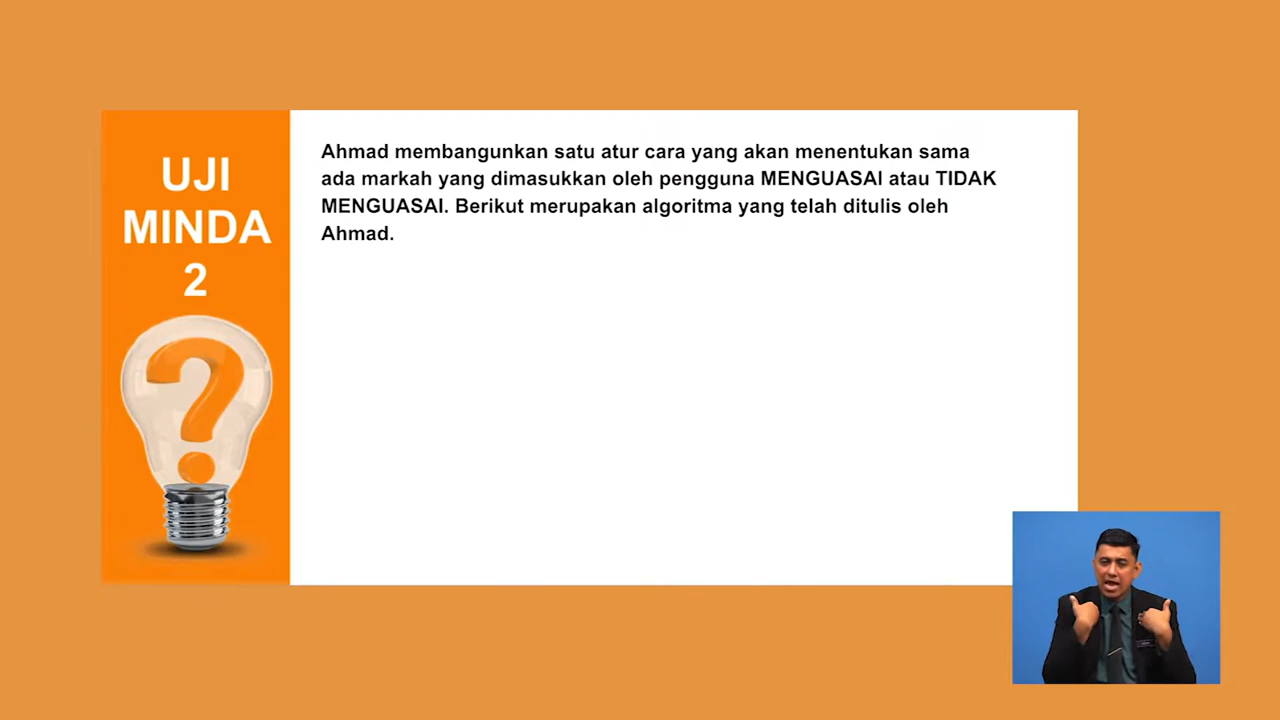 UJI
MINDA
2
Ahmad membangunkan satu atur cara yang akan menentukan sama
ada markah yang dimasukkan oleh pengguna MENGUASAI atau TIDAK
MENGUASAI. Berikut merupakan algoritma yang telah ditulis oleh
Ahmad.